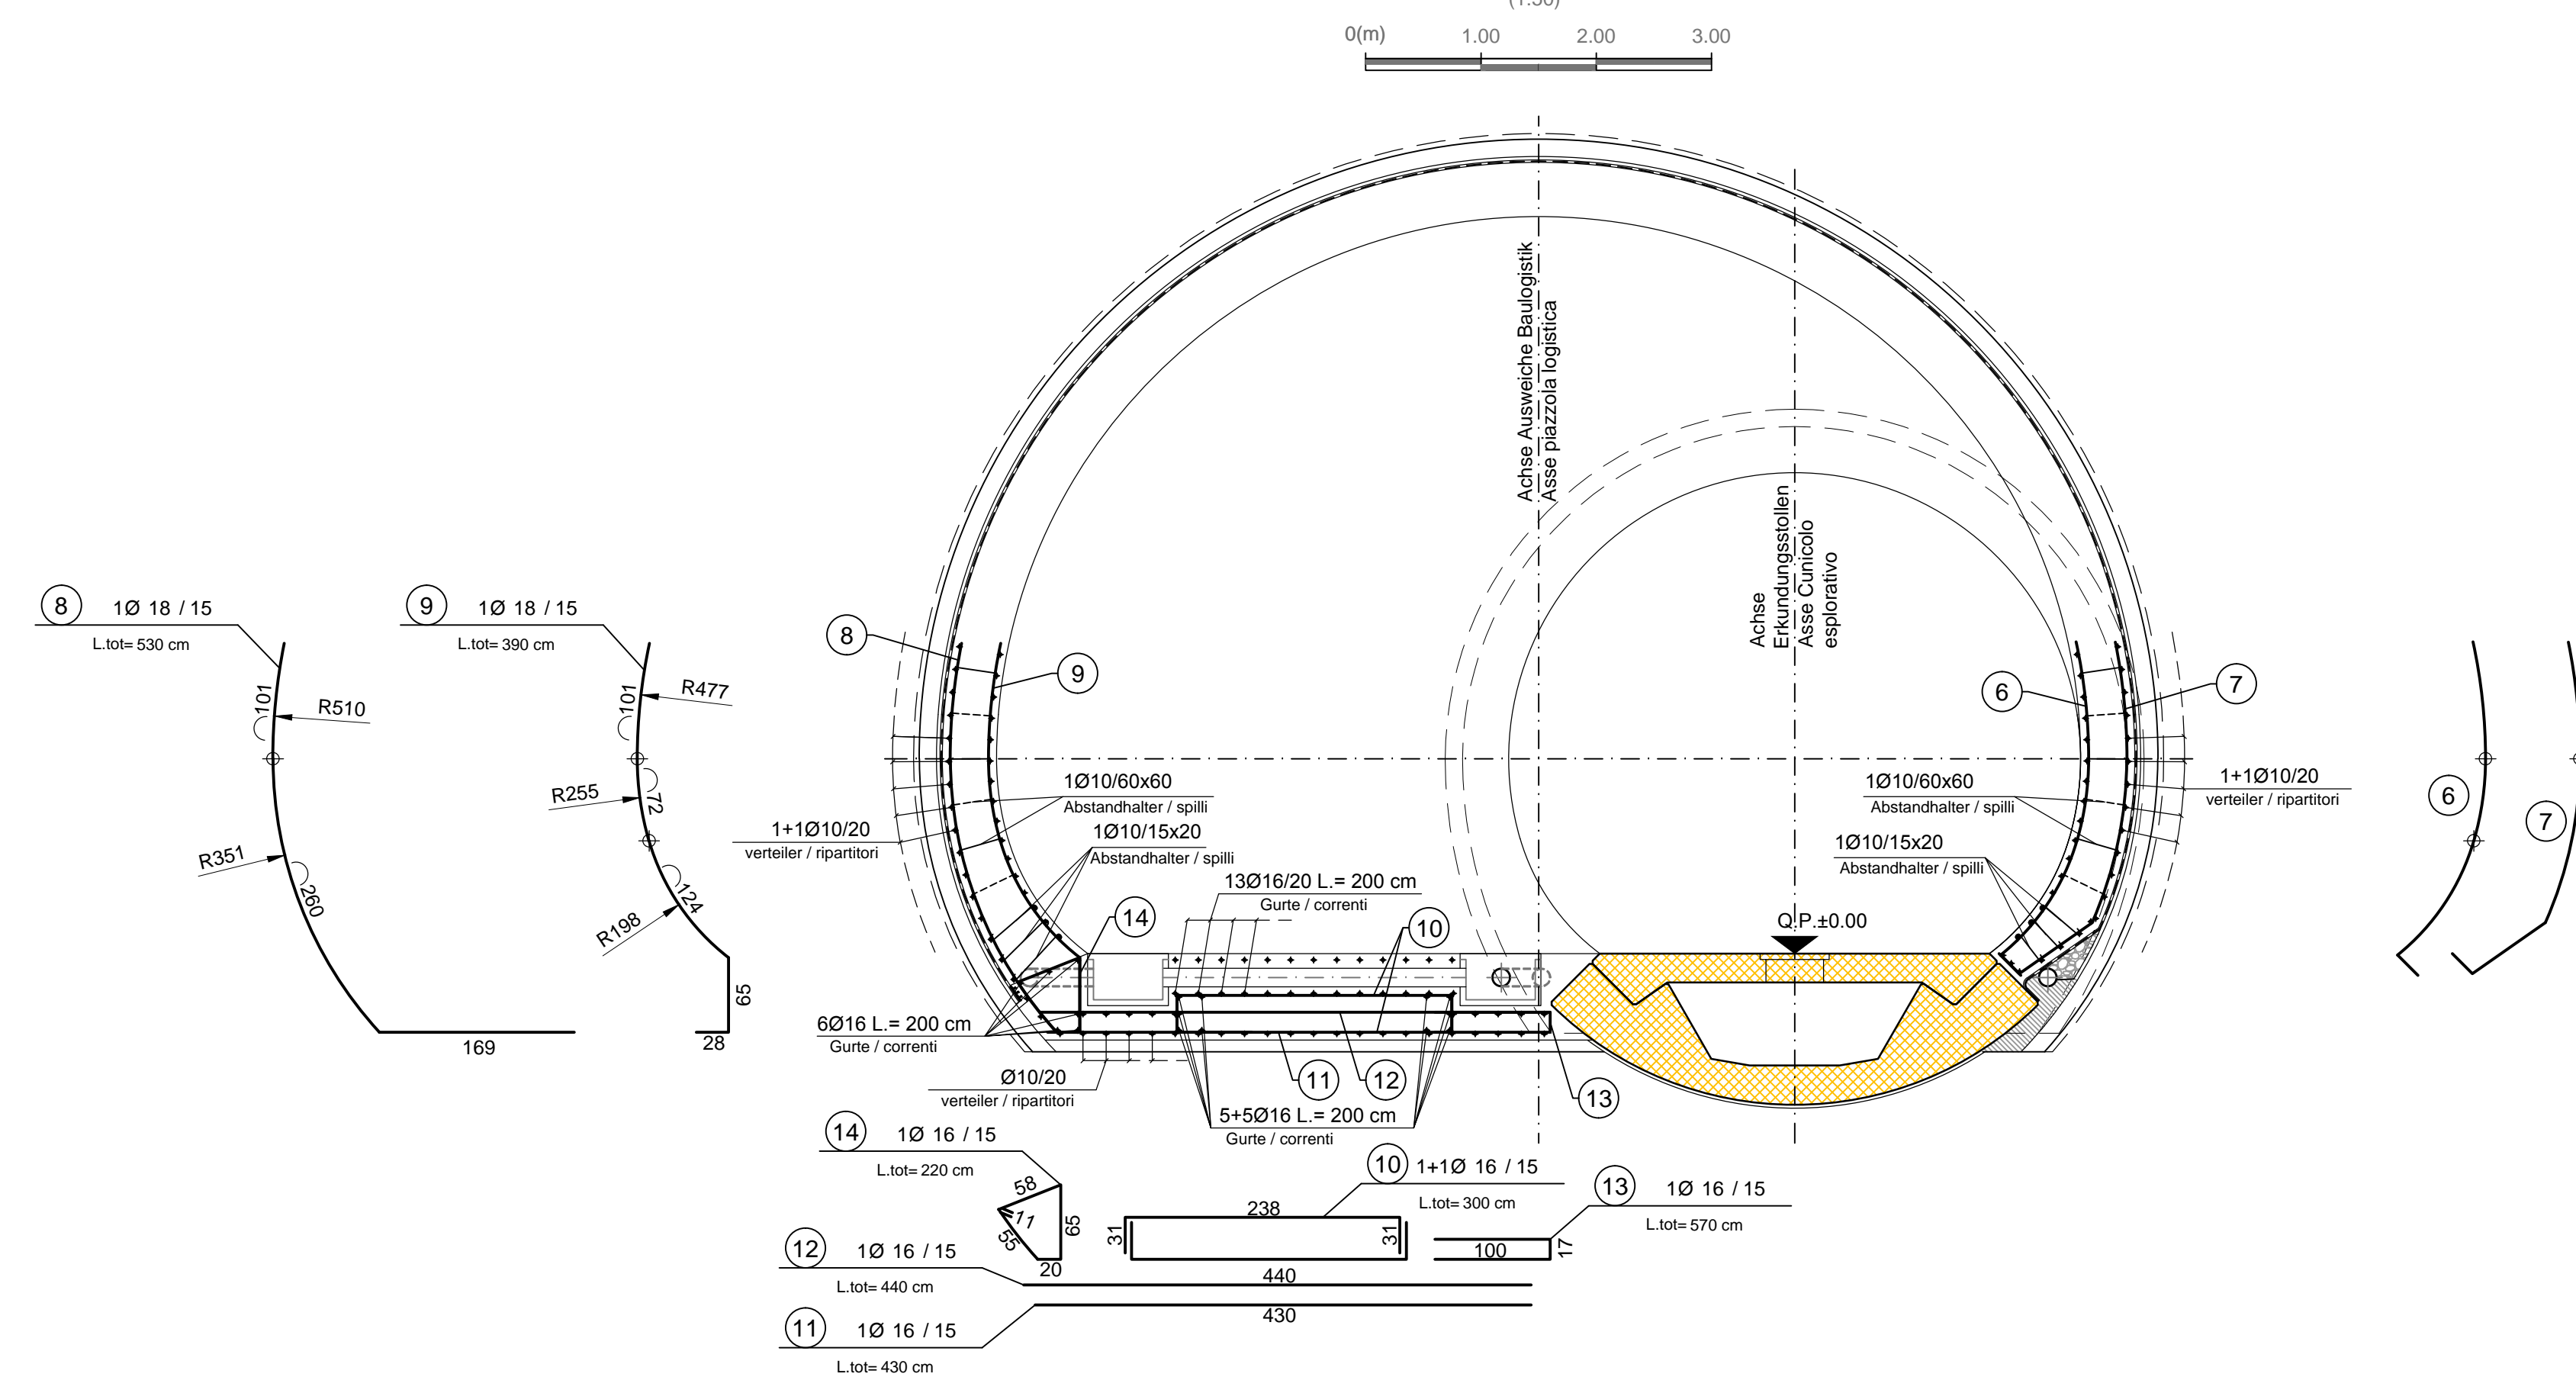 (1:50)
0(m) 1.00 2.00 3.00
Achse Ausweiche Baulogistik
Asse piazzola logistica
Achse
Erkundungsstollen
Asse Cunicolo
esplorativo
8 1Ø 18 / 15
L.tot= 530 cm
101
R510
R351
260
169
9 1Ø 18 / 15
L.tot= 390 cm
101
R477
R255
72
124
R198
65
28
8
9
6
7
1Ø10/60x60
Abstandhalter / spilli
1+1Ø10/20
verteiler / ripartitori
1Ø10/15x20
Abstandhalter / spilli
13Ø16/20 L.= 200 cm
Gurte / correnti
14
10
1Ø10/60x60
Abstandhalter / spilli
1Ø10/15x20
Abstandhalter / spilli
1+1Ø10/20
verteiler / ripartitori
Q.P.±0.00
6
7
6Ø16 L.= 200 cm
Gurte / correnti
Ø10/20
verteiler / ripartitori
11
12
13
5+5Ø16 L.= 200 cm
Gurte / correnti
14 1Ø 16 / 15
L.tot= 220 cm
58
11
65
55
20
10 1+1Ø 16 / 15
L.tot= 300 cm
238
31
31
13 1Ø 16 / 15
L.tot= 570 cm
100
17
12 1Ø 16 / 15
L.tot= 440 cm
440
430
11 1Ø 16 / 15
L.tot= 430 cm